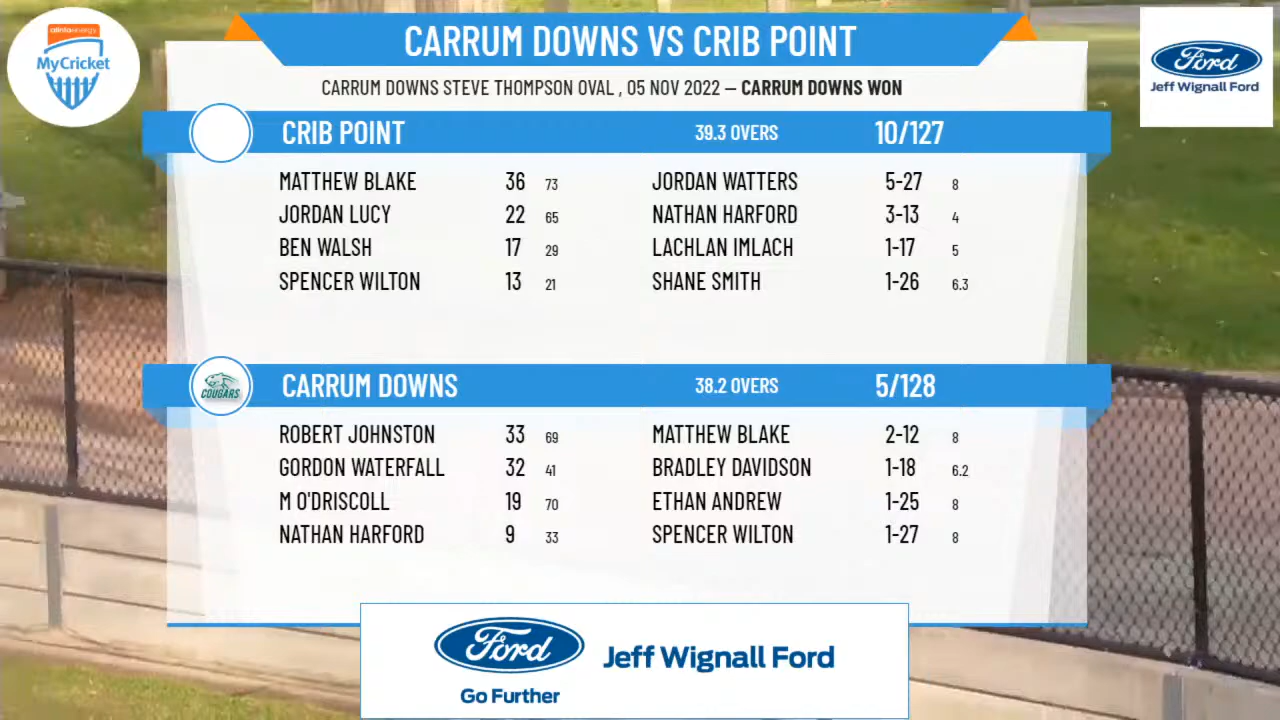 alintaenergy
MyCricket
CARRUM DOWNS VS CRIB POINT
Ford
Jeff Wignall Ford
CARRUM DOWNS STEVE THOMPSON OVAL , 05 NOV 2022 – CARRUM DOWNS WON
CRIB POINT 39.3 OVERS 10/127
MATTHEW BLAKE 36 73 JORDAN WATTERS 5-27 8
JORDAN LUCY 22 65 NATHAN HARFORD 3-13 4
BEN WALSH 17 29 LACHLAN IMLACH 1-17 5
SPENCER WILTON 13 21 SHANE SMITH 1-26 6.3
COUGARS
CARRUM DOWNS 38.2 OVERS 5/128
ROBERT JOHNSTON 33 69 MATTHEW BLAKE 2-12 8
GORDON WATERFALL 32 41 BRADLEY DAVIDSON 1-18 6.2
M O'DRISCOLL 19 70 ETHAN ANDREW 1-25 8
NATHAN HARFORD 9 33 SPENCER WILTON 1-27 8
Ford
Jeff Wignall Ford
Go Further